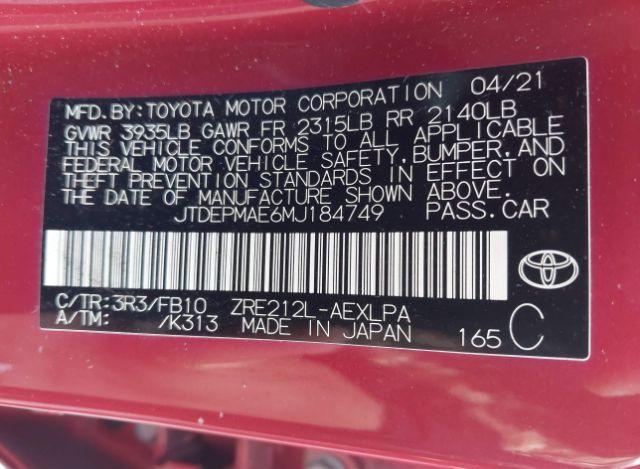 MFD.BY:TOYOTA MOTOR CORPORATION 04/21
GVWR 3935LB GAWR FR 2315LB RR 2140LB
THIS VEHICLE CONFORMS TO ALL APPLICABLE
FEDERAL MOTOR VEHICLE SAFETY,BUMPER,AND
THEFT PREVENTION STANDARDS IN EFFECT ON
THE DATE OF MANUFACTURE SHOWN ABOVE.
JTDEPMAE6MJ184749 PASS.CAR
C/TR:3R3/FB10 ZRE212L-AEXLPA
A/TM: /K313 MADE IN JAPAN 165 C